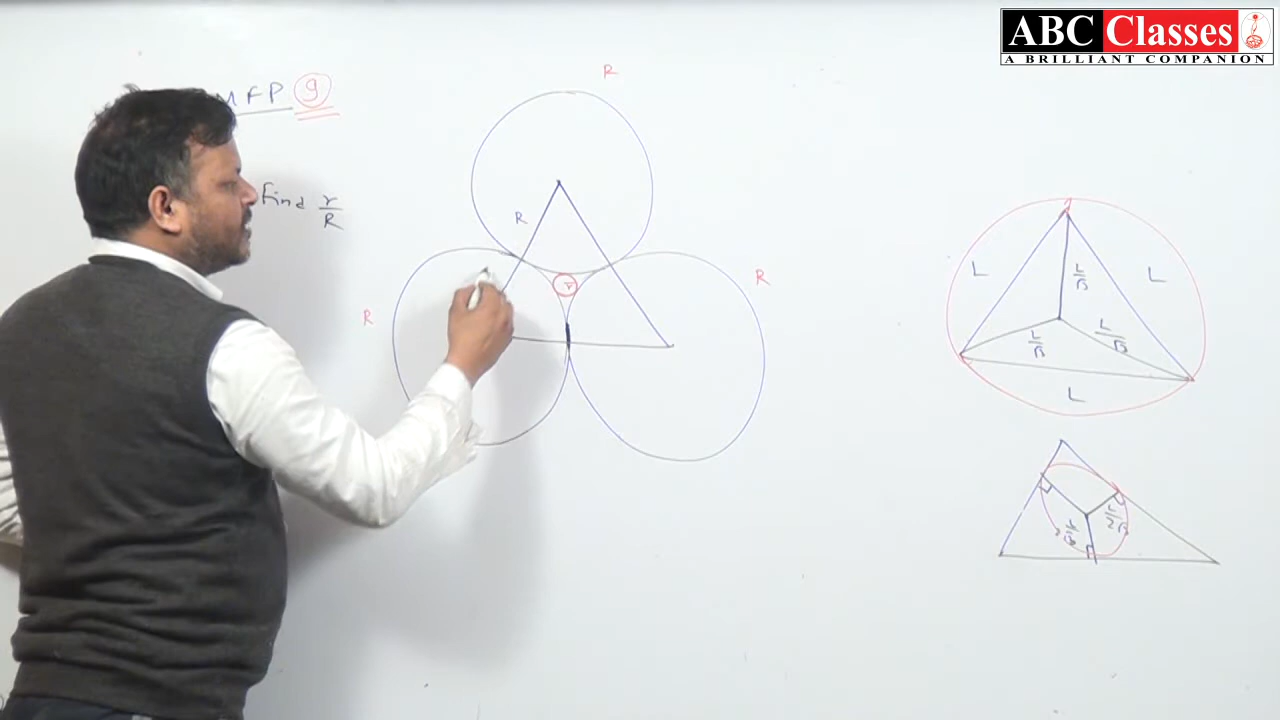 ABC Classes
A BRILLIANT COMPANION
MFP 9
Find r/R
R
R
R
R
r
L
L
L
L/√3
L/√3
L/√3
L/2√3